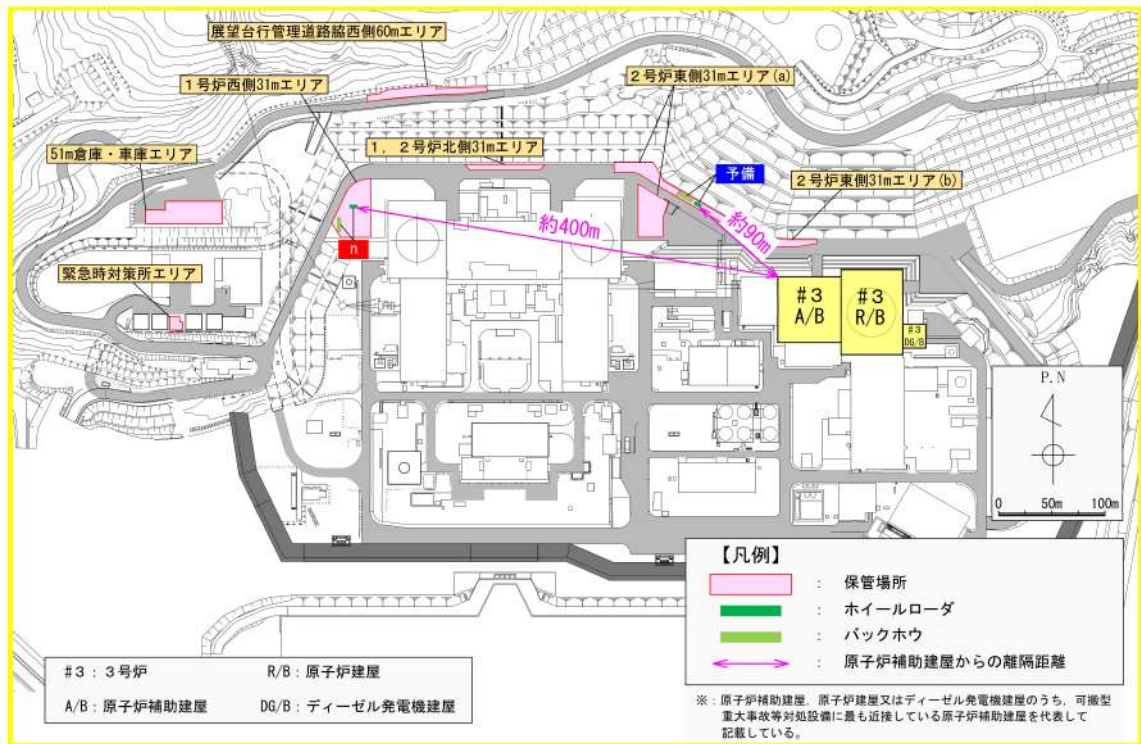 展望台行管理道路脇西側60mエリア
1号炉西側31mエリア
2号炉東側31mエリア(a)
1,2号炉北側31mエリア
51m倉庫・車庫エリア
予備
2号炉東側31mエリア(b)
約400m
約90m
n
緊急時対策所エリア
#3
A/B
#3
R/B
#3
DG/B
P.N
0 50m 100m
【凡例】
: 保管場所
: ホイールローダ
: バックホウ
: 原子炉補助建屋からの離隔距離
#3:3号炉 R/B:原子炉建屋
A/B:原子炉補助建屋 DG/B:ディーゼル発電機建屋
※:原子炉補助建屋,原子炉建屋又はディーゼル発電機建屋のうち,可搬型
重大事故等対処設備に最も近接している原子炉補助建屋を代表して
記載している。